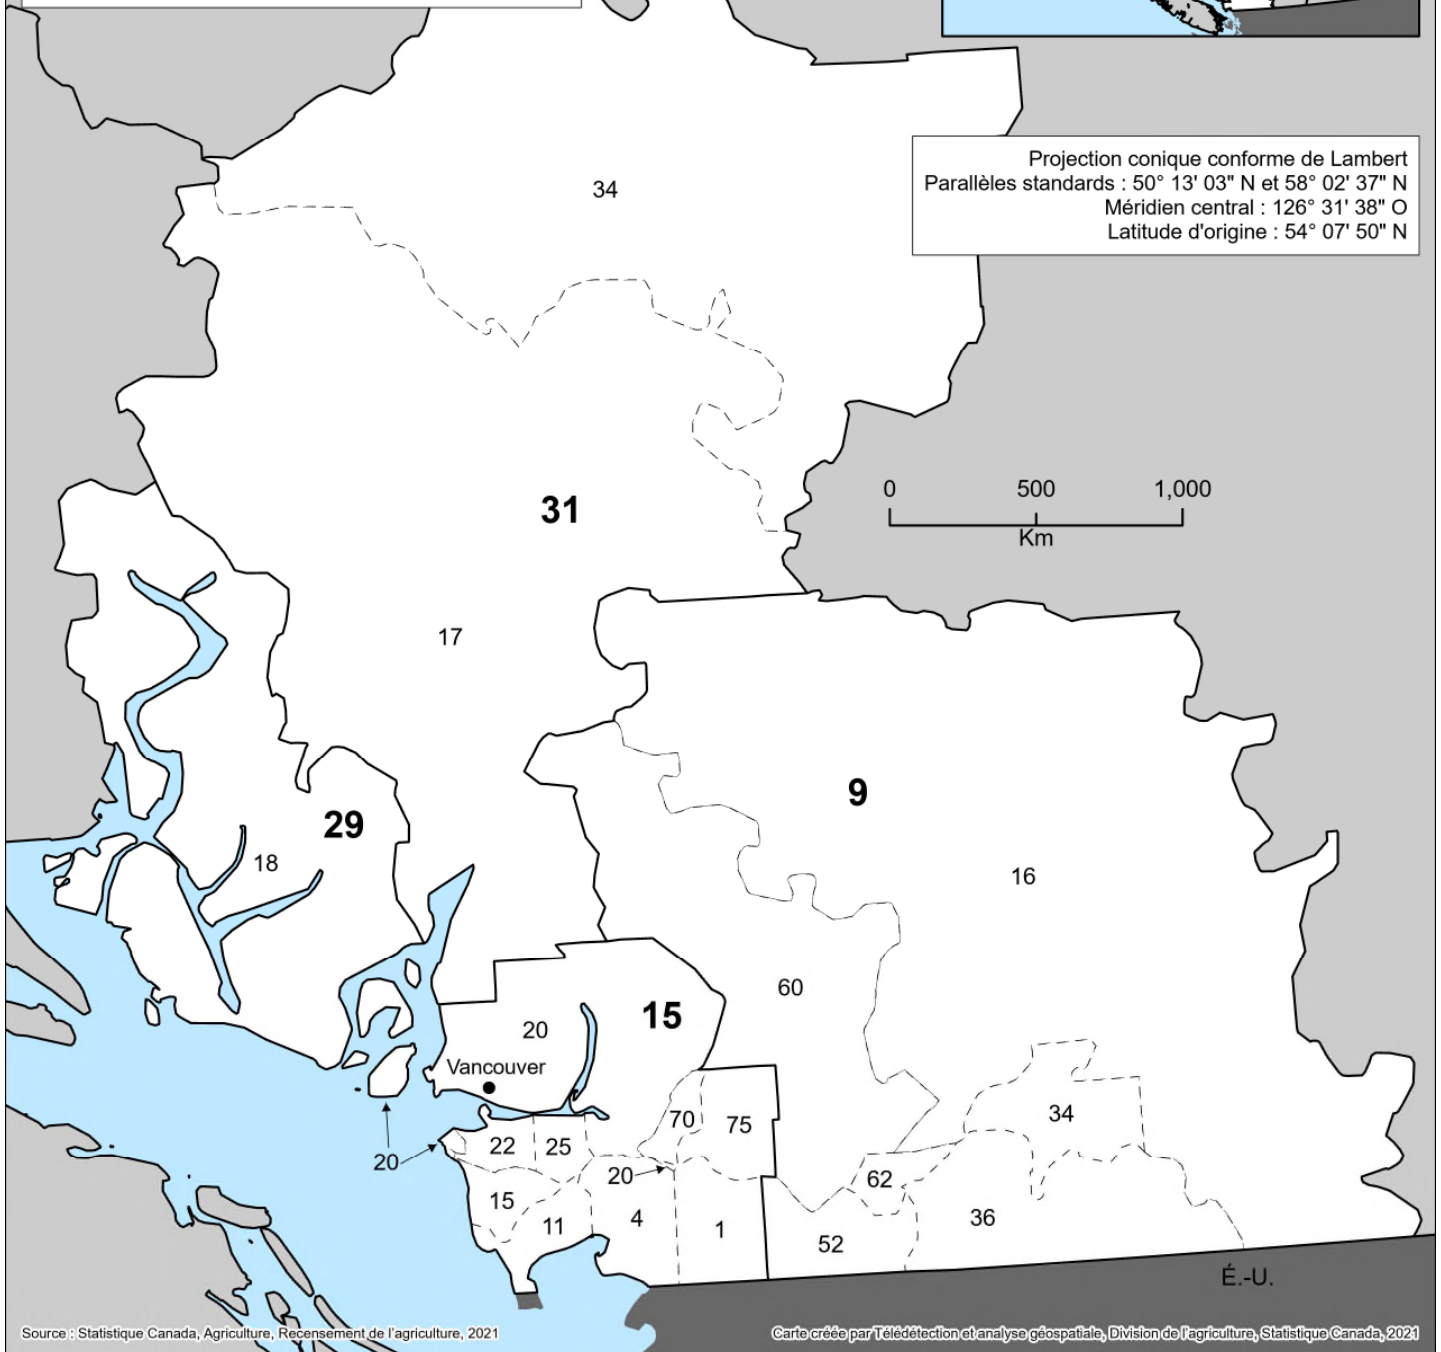 34
Projection conique conforme de Lambert
Parallèles standards : 50° 13' 03" N et 58° 02' 37" N
Méridien central : 126° 31' 38" O
Latitude d'origine : 54° 07' 50" N
0 500 1,000
Km
31
17
9
29
18
16
60
15
20
Vancouver
70
75
34
22
25
20
20
62
15
11
4
1
36
52
É.-U.
Source : Statistique Canada, Agriculture, Recensement de l'agriculture, 2021
Carte créée par Télédétection et analyse géospatiale, Division de l'agriculture, Statistique Canada, 2021